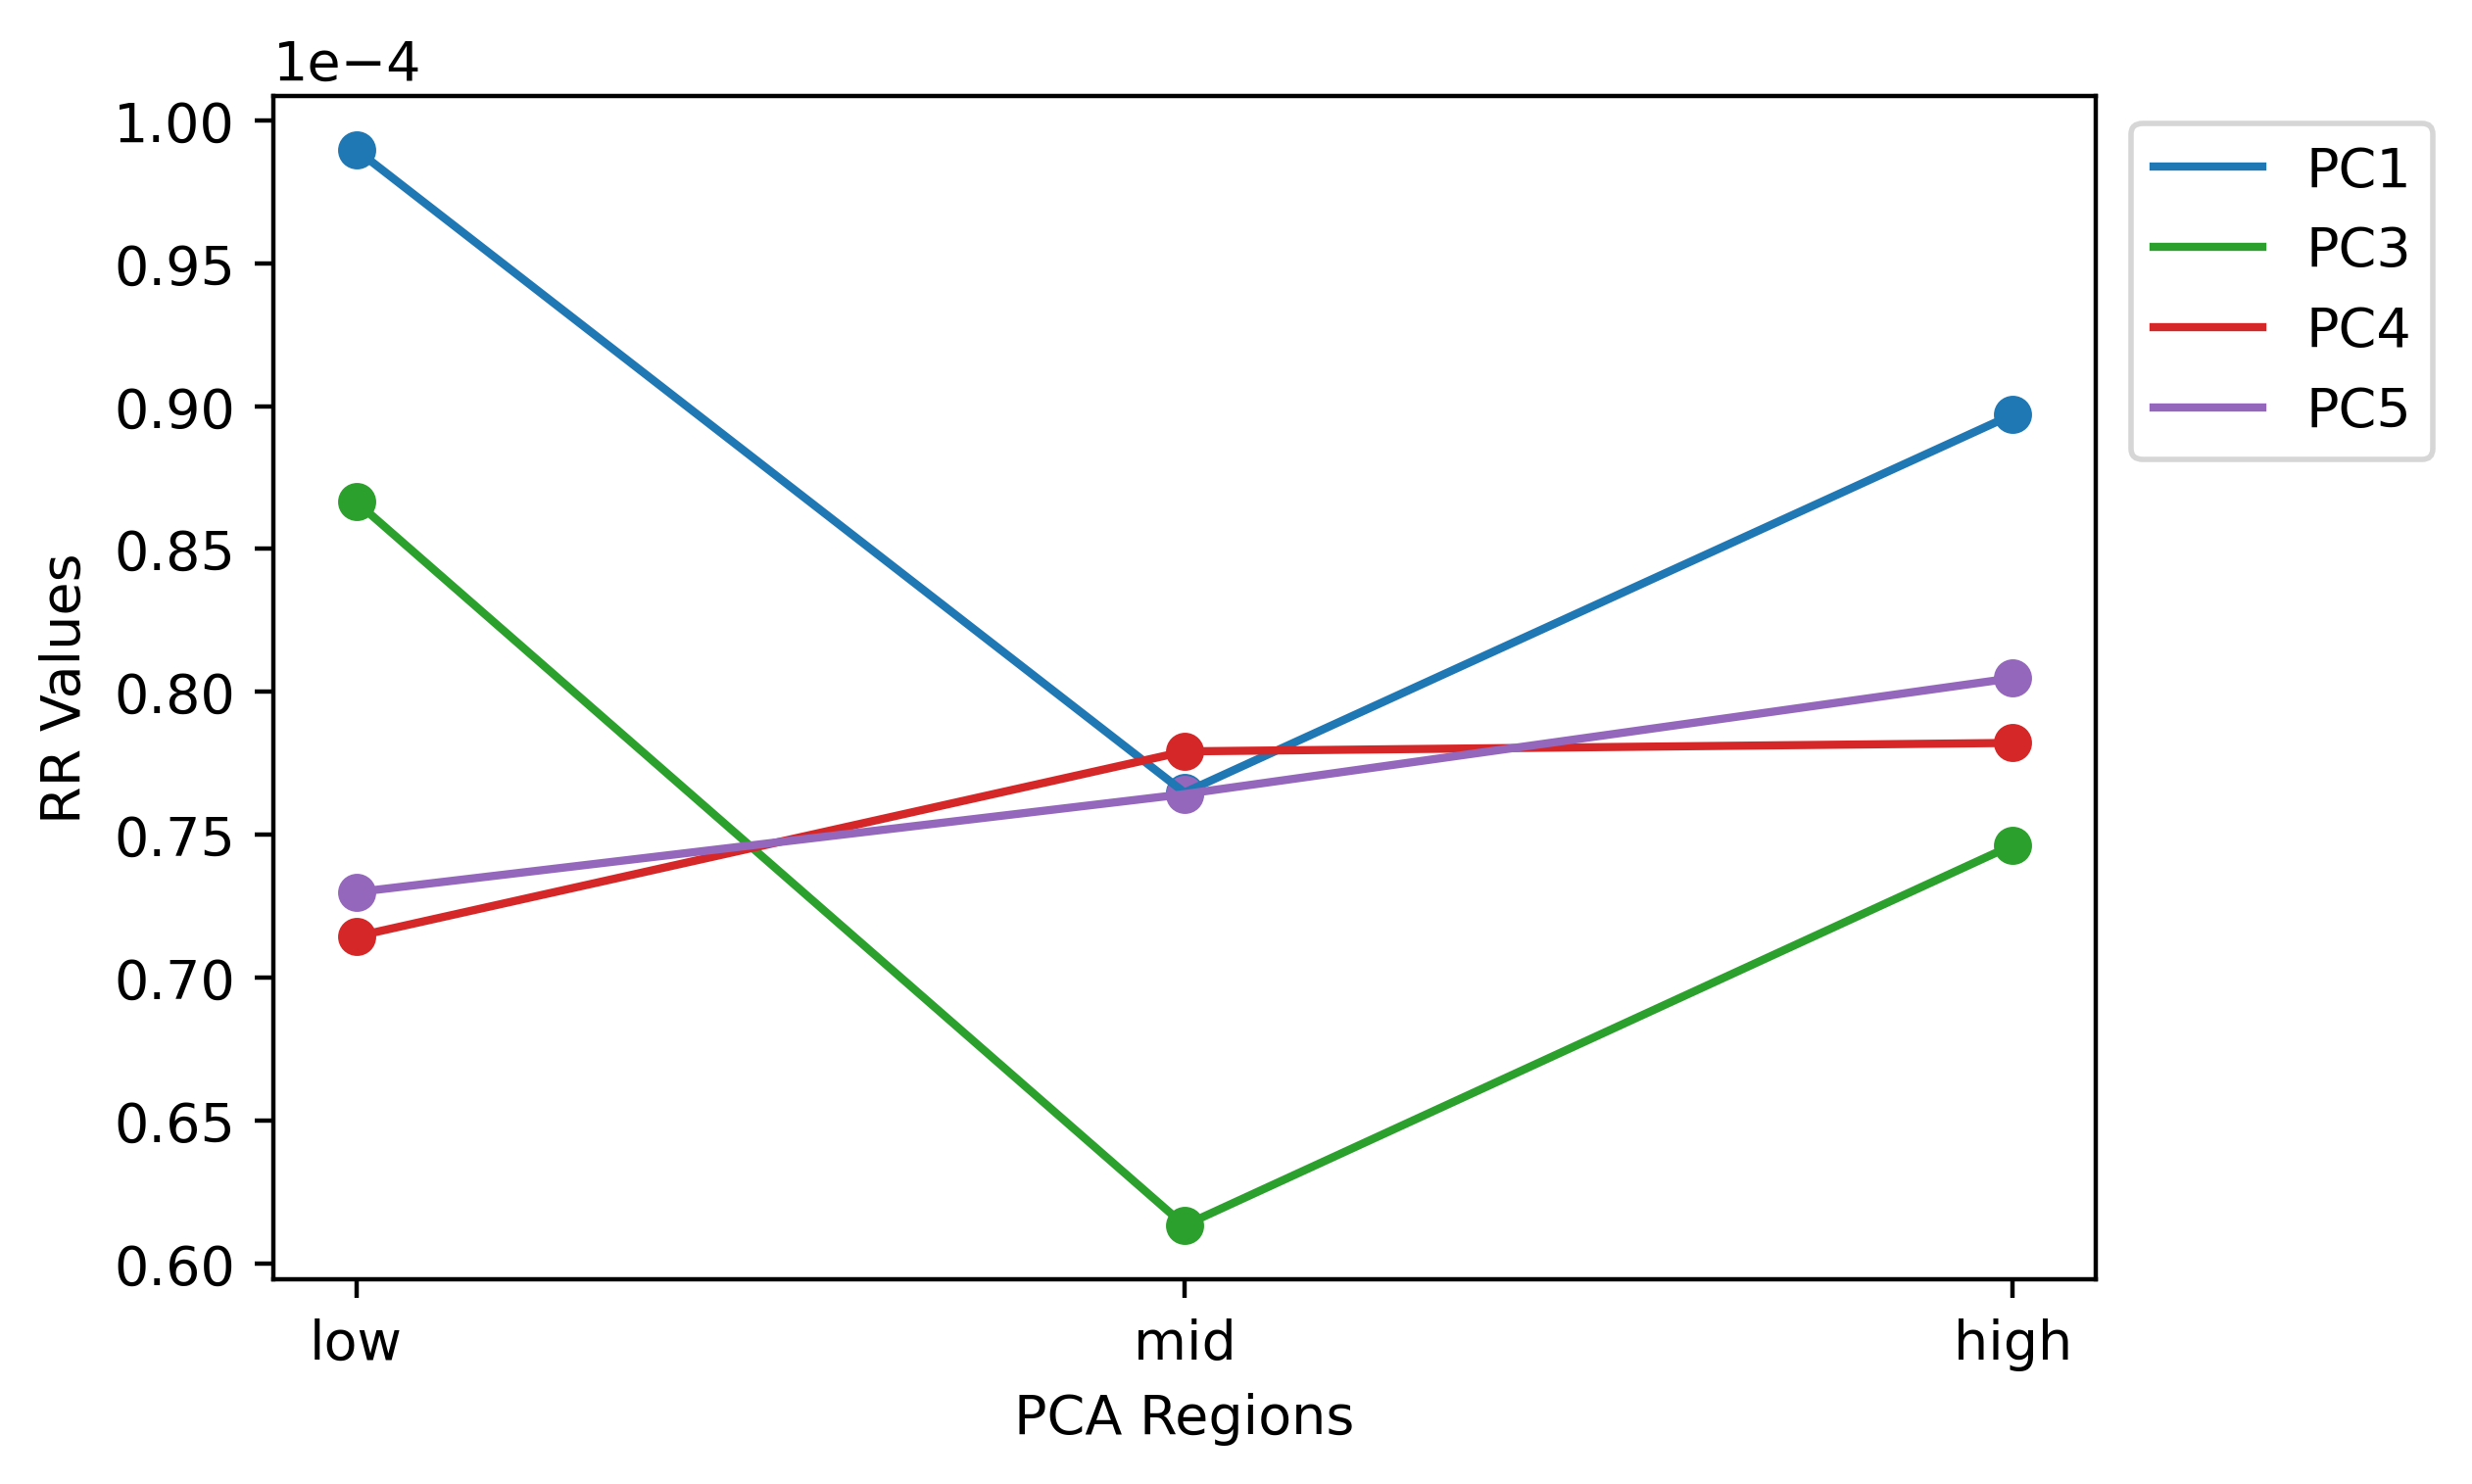 1e−4
1.00
0.95
0.90
0.85
0.80
0.75
0.70
0.65
0.60
RR Values
low
mid
high
PCA Regions
PC1
PC3
PC4
PC5